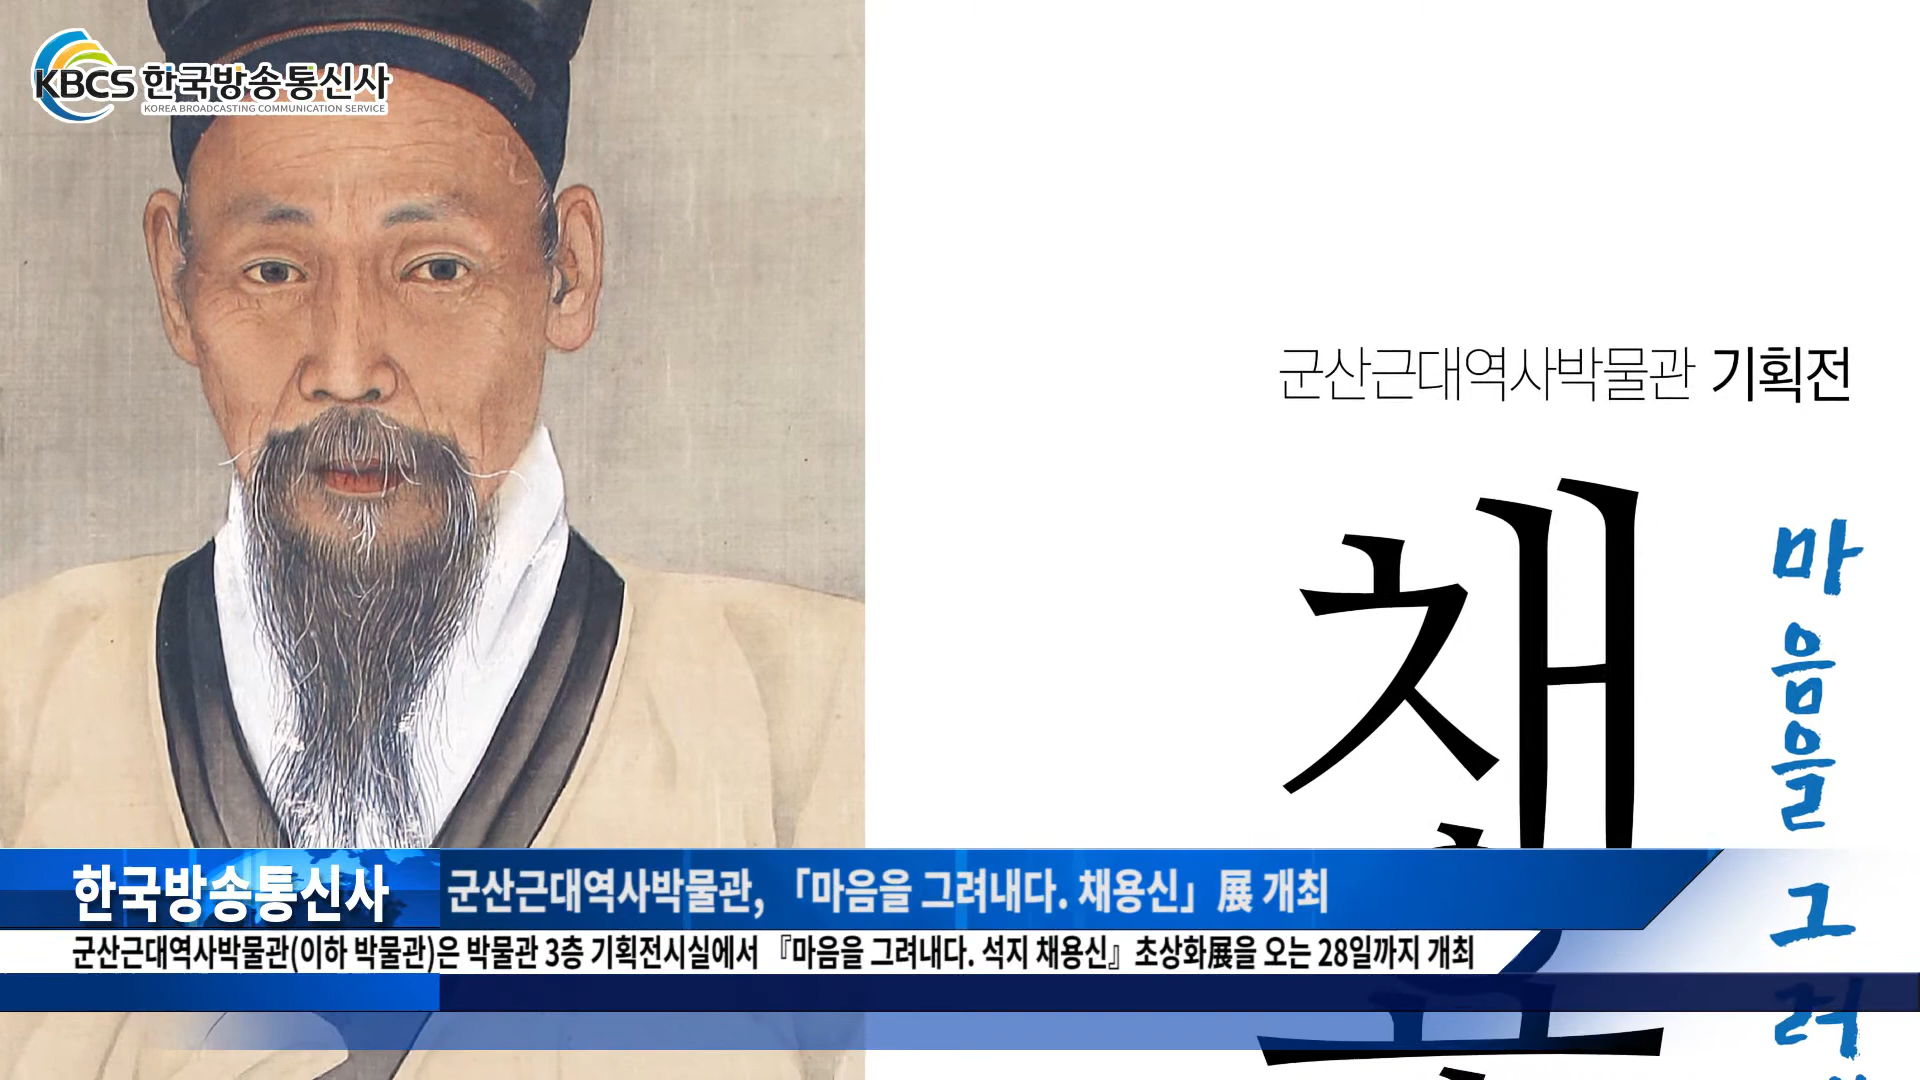 KBCS 한국방송통신사
KOREA BROADCASTING COMMUNICATION SERVICE
군산근대역사박물관 기획전
채
마음을 그려
한국방송통신사
군산근대역사박물관, 「마음을 그려내다. 채용신」展 개최
군산근대역사박물관(이하 박물관)은 박물관 3층 기획전시실에서 『마음을 그려내다. 석지 채용신』초상화展을 오는 28일까지 개최